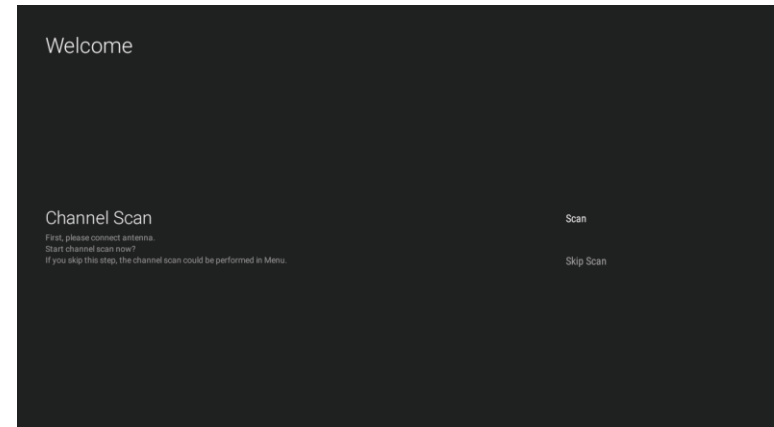 Welcome
Channel Scan
First, please connect antenna.
Start channel scan now?
If you skip this step, the channel scan could be performed in Menu.
Scan
Skip Scan